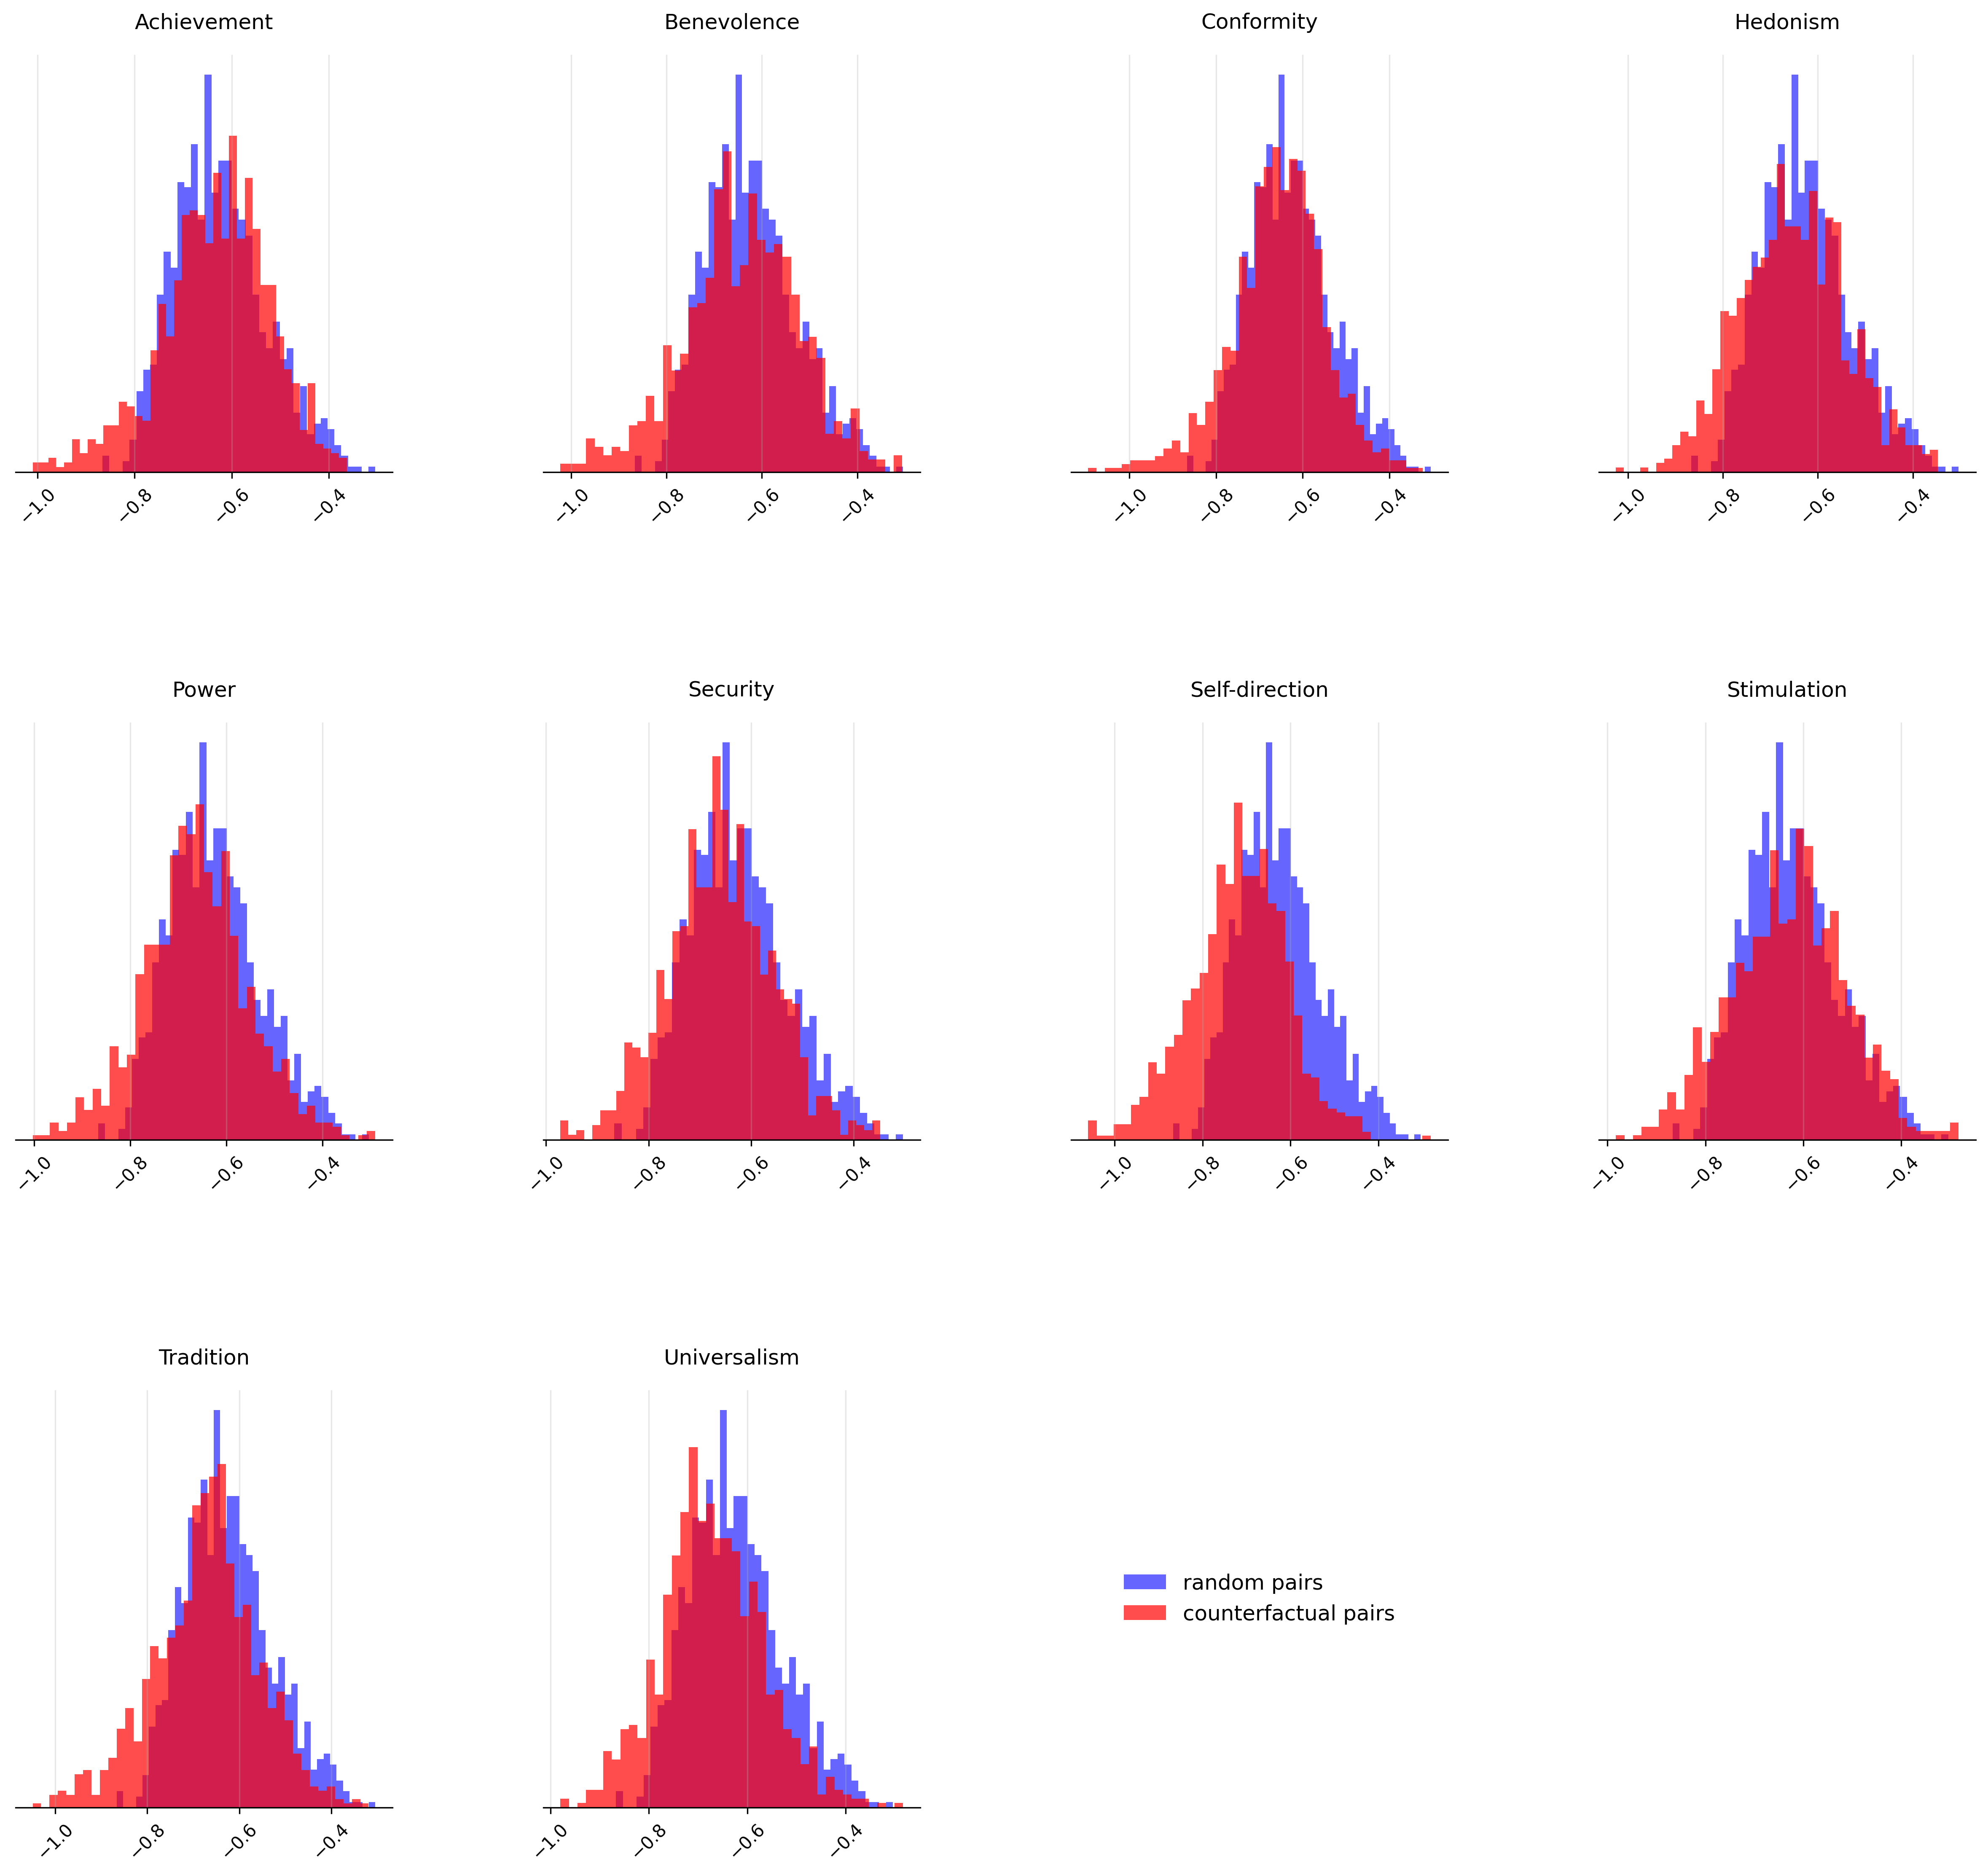 Achievement Benevolence Conformity Hedonism
−1.0 −0.8 −0.6 −0.4 −1.0 −0.8 −0.6 −0.4 −1.0 −0.8 −0.6 −0.4 −1.0 −0.8 −0.6 −0.4
Power Security Self-direction Stimulation
−1.0 −0.8 −0.6 −0.4 −1.0 −0.8 −0.6 −0.4 −1.0 −0.8 −0.6 −0.4 −1.0 −0.8 −0.6 −0.4
Tradition Universalism
random pairs
counterfactual pairs
−1.0 −0.8 −0.6 −0.4 −1.0 −0.8 −0.6 −0.4